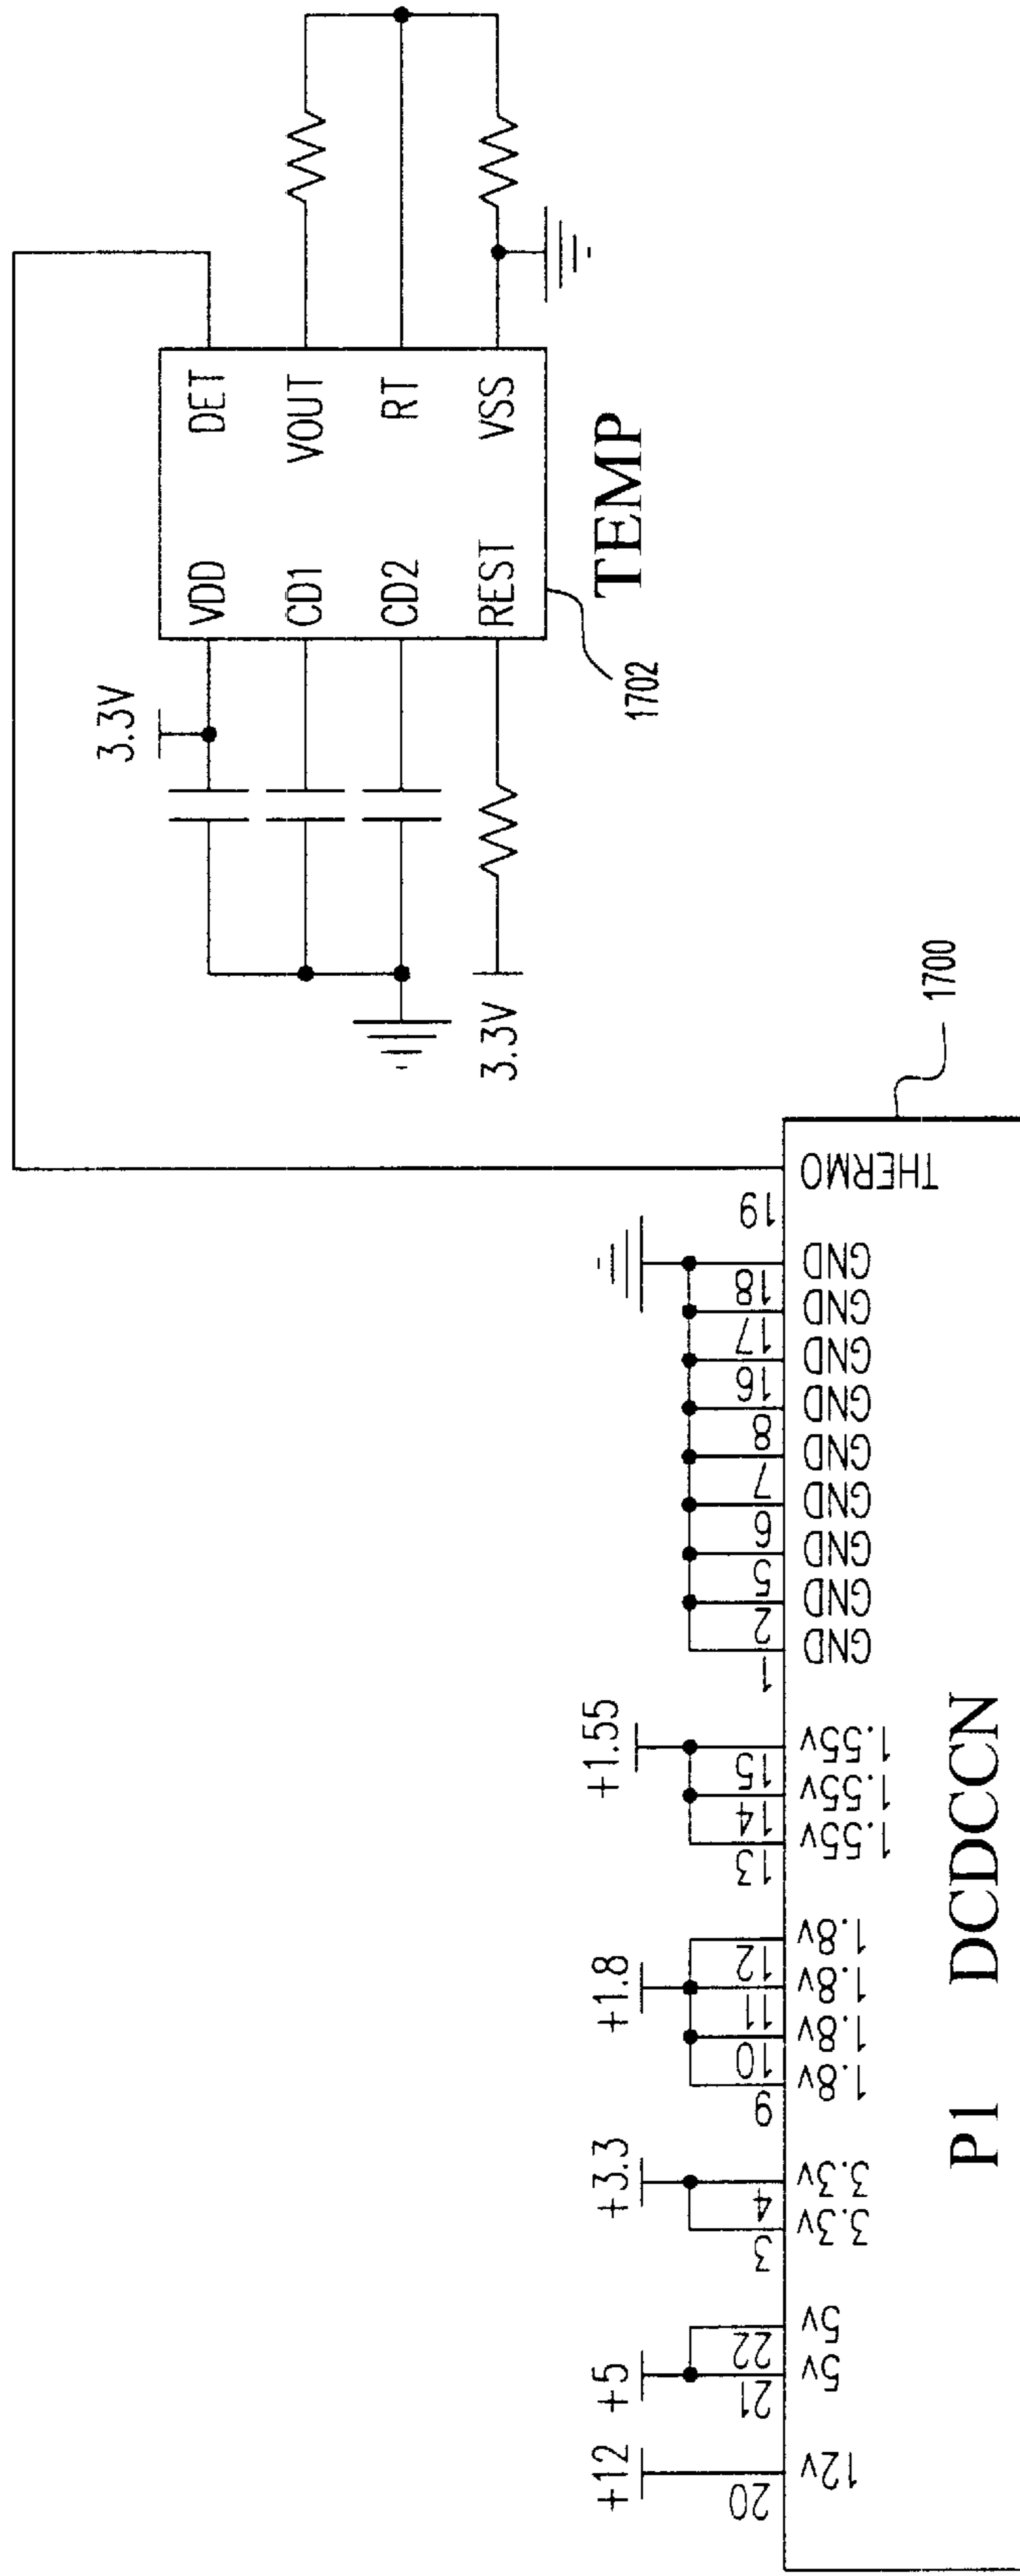 3.3V
VDD
CD1
CD2
REST
DET
VOUT
RT
VSS
3.3V
TEMP
1702
1700
19 THERMO
18 GND
17 GND
16 GND
8 GND
7 GND
6 GND
5 GND
2 GND
1 GND
+1.55
15 1.55v
14 1.55v
13 1.55v
+1.8
12 1.8v
11 1.8v
10 1.8v
9 1.8v
+3.3
4 3.3v
3 3.3v
+5
22 5v
21 5v
+12
20 12v
P1 DCDCCN